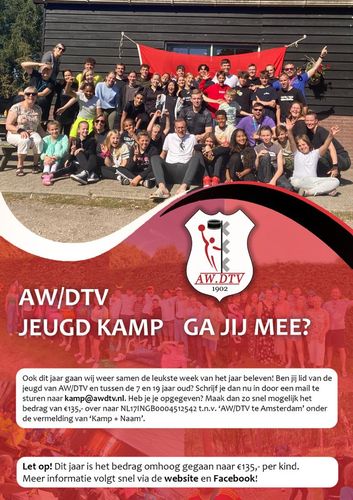 AW.DTV
1902
AW/DTV
JEUGD KAMP GA JIJ MEE?
Ook dit jaar gaan wij weer samen de leukste week van het jaar beleven! Ben jij lid van de
jeugd van AW/DTV en tussen de 7 en 19 jaar oud? Schrijf je dan nu in door een mail te
sturen naar kamp@awdtv.nl. Heb je je opgegeven? Maak dan zo snel mogelijk het
bedrag van €135,- over naar NL17INGB0004512542 t.n.v. ‘AW/DTV te Amsterdam’ onder
de vermelding van ‘Kamp + Naam’.
Let op! Dit jaar is het bedrag omhoog gegaan naar €135,- per kind.
Meer informatie volgt snel via de website en Facebook!